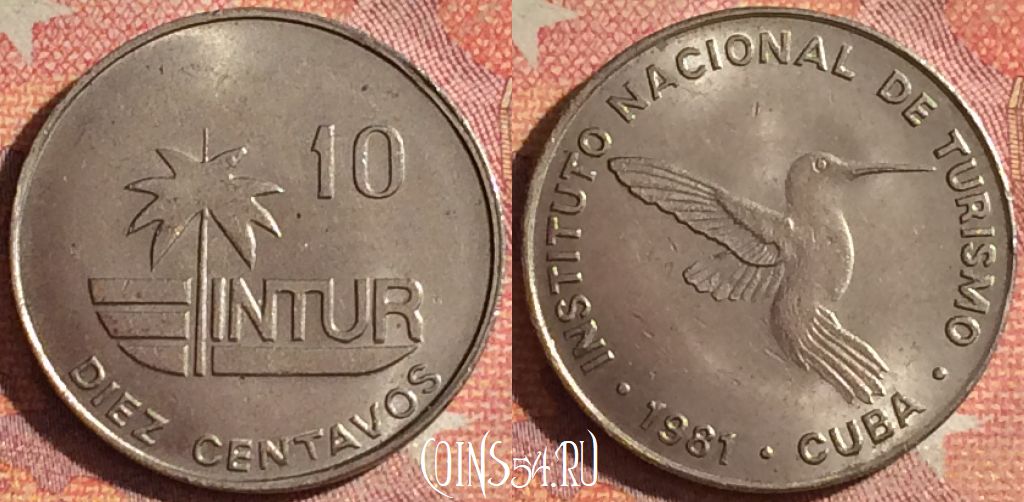 10
INTUR
DIEZ CENTAVOS
INSTITUTO NACIONAL DE TURISMO
• 1981 • CUBA •
COINS54.RU